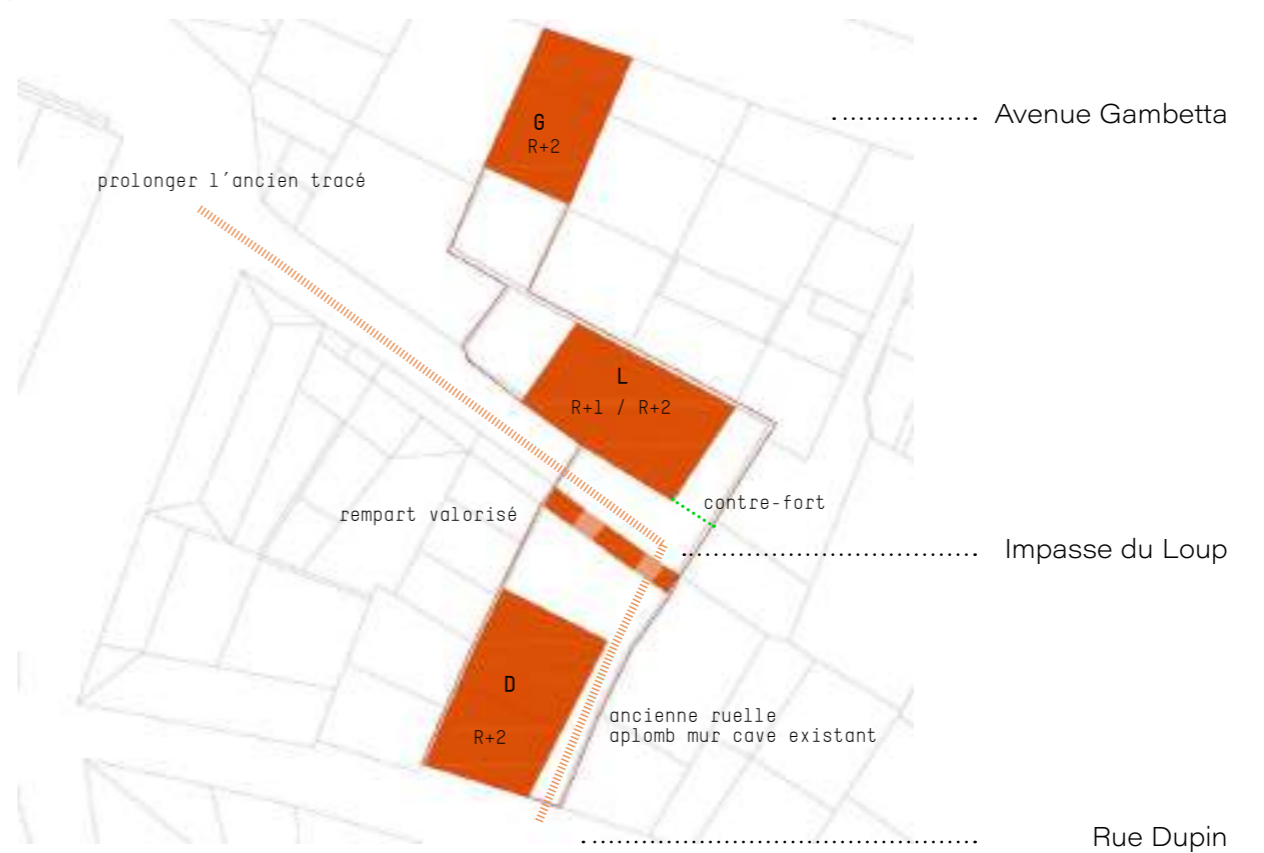 Avenue Gambetta
G
R+2
prolonger l'ancien tracé
L
R+1 / R+2
contre-fort
rempart valorisé
Impasse du Loup
D
R+2
ancienne ruelle
aplomb mur cave existant
Rue Dupin